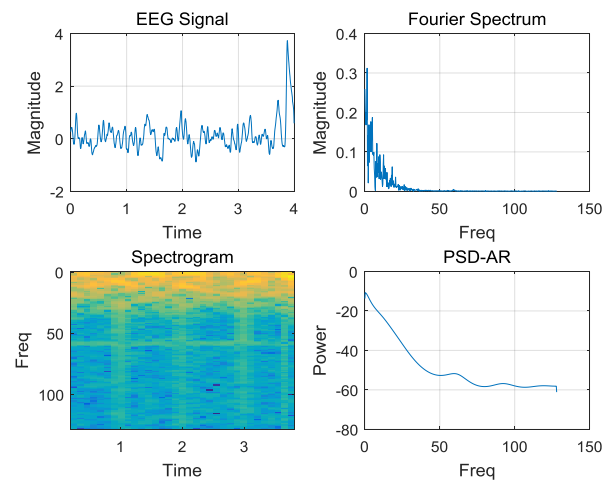 EEG Signal
4
2
0
-2
Magnitude
0 1 2 3 4
Time
Fourier Spectrum
0.4
0.3
0.2
0.1
0
Magnitude
0 50 100 150
Freq
Spectrogram
0
50
100
Freq
1 2 3
Time
PSD-AR
0
-20
-40
-60
-80
Power
0 50 100 150
Freq